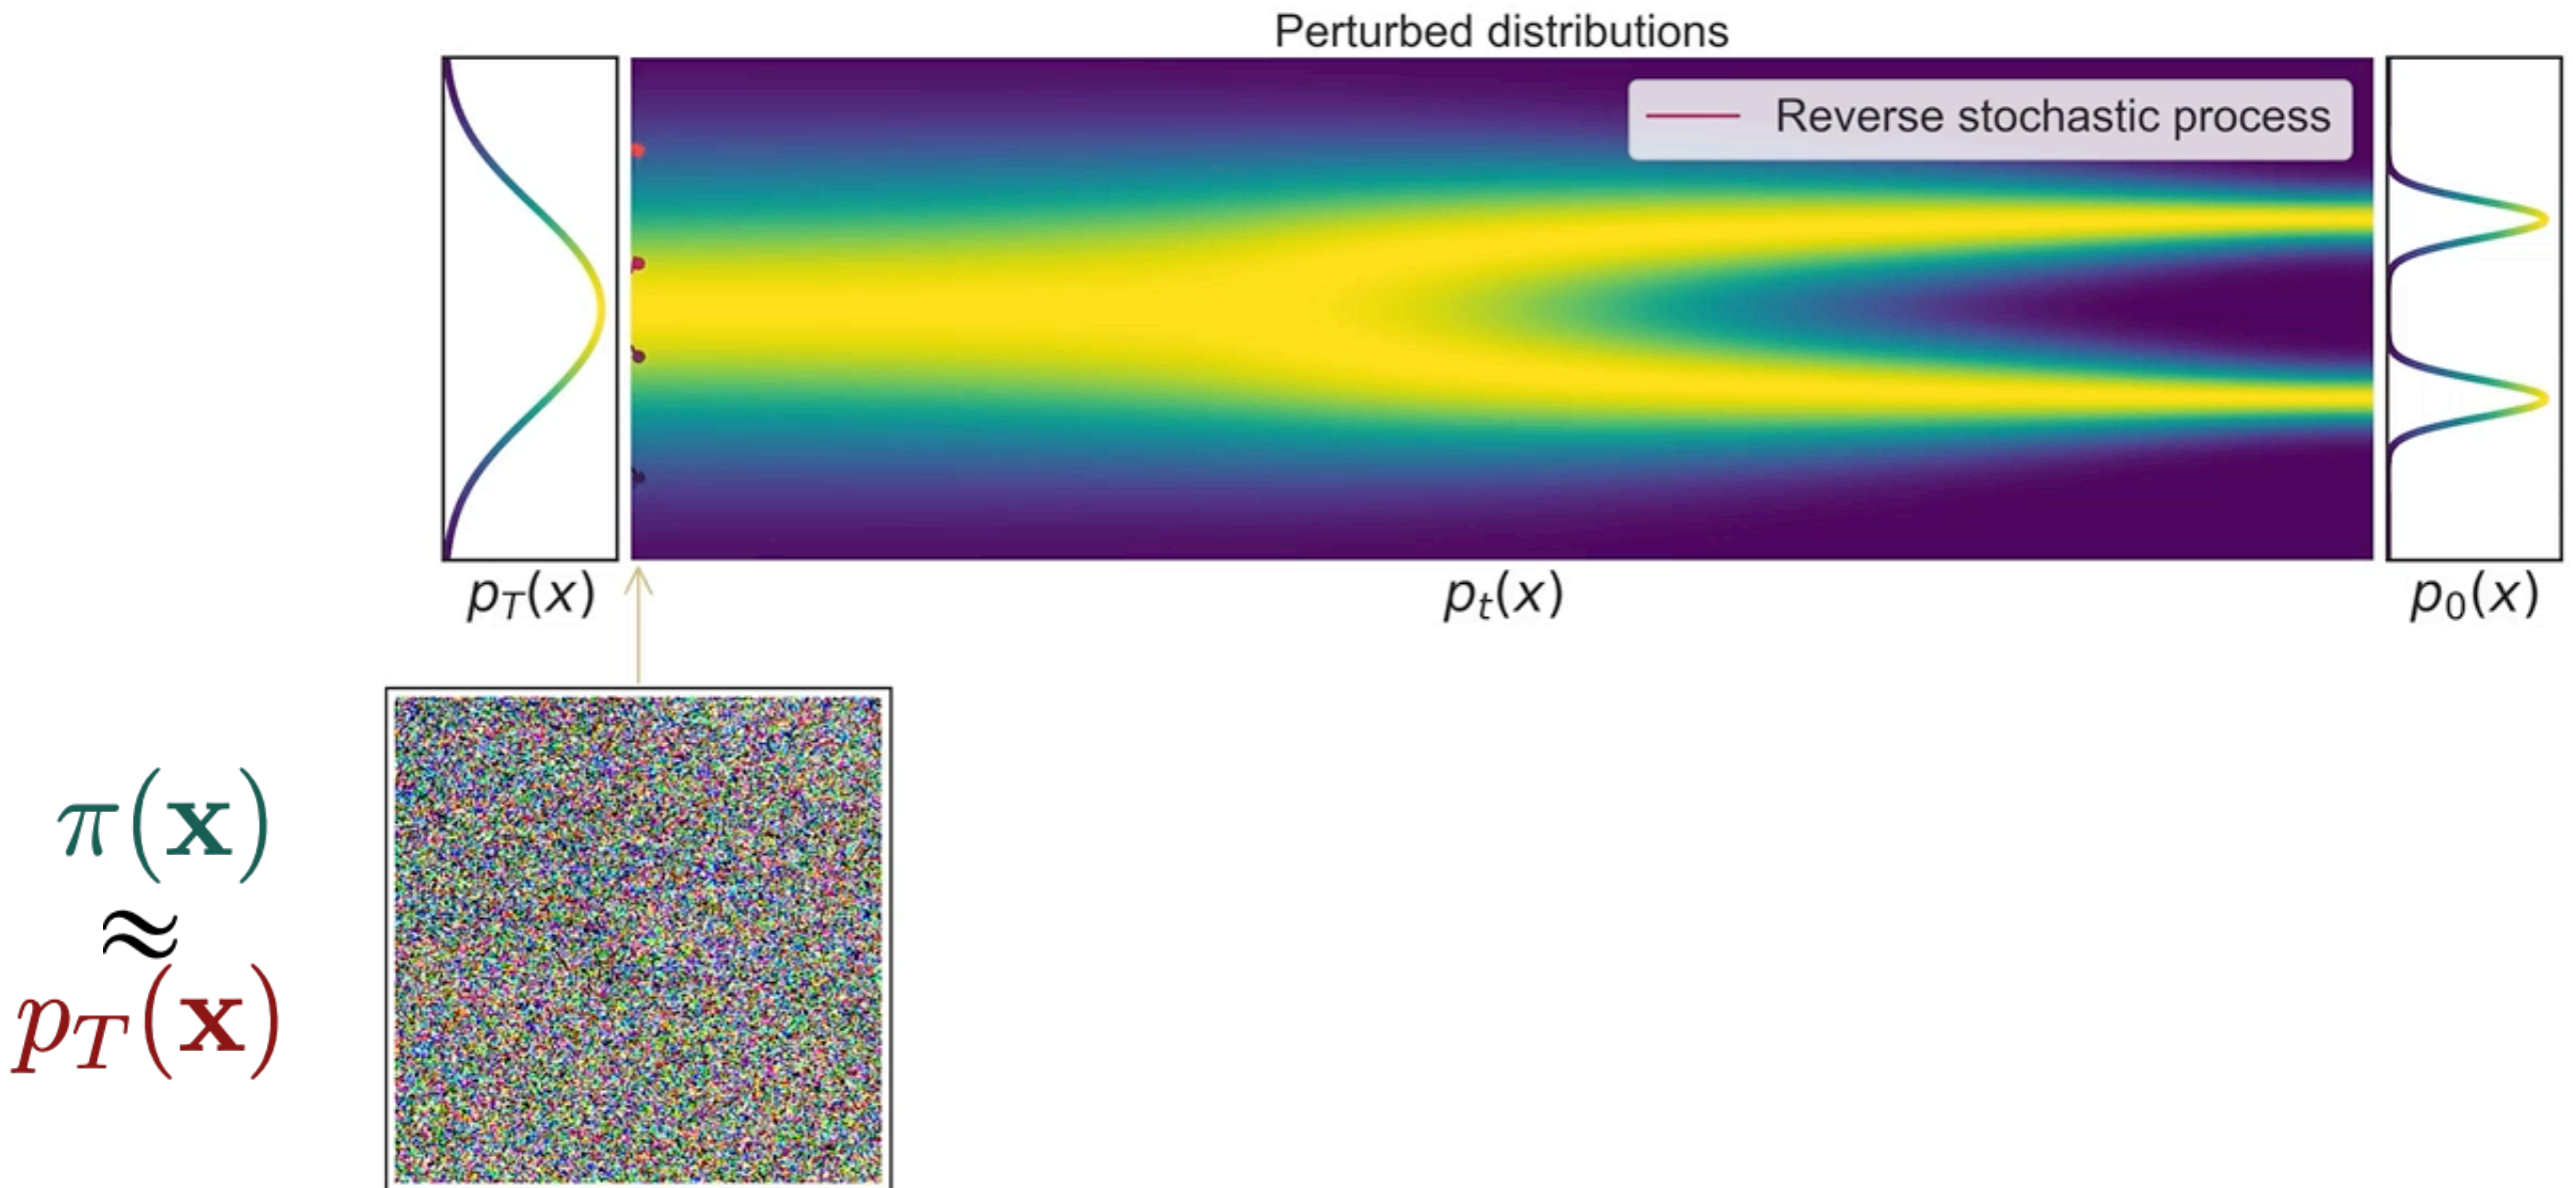 Perturbed distributions
Reverse stochastic process
p_T(x)
p_t(x)
p_0(x)
π(𝐱)
≈
p_T(𝐱)